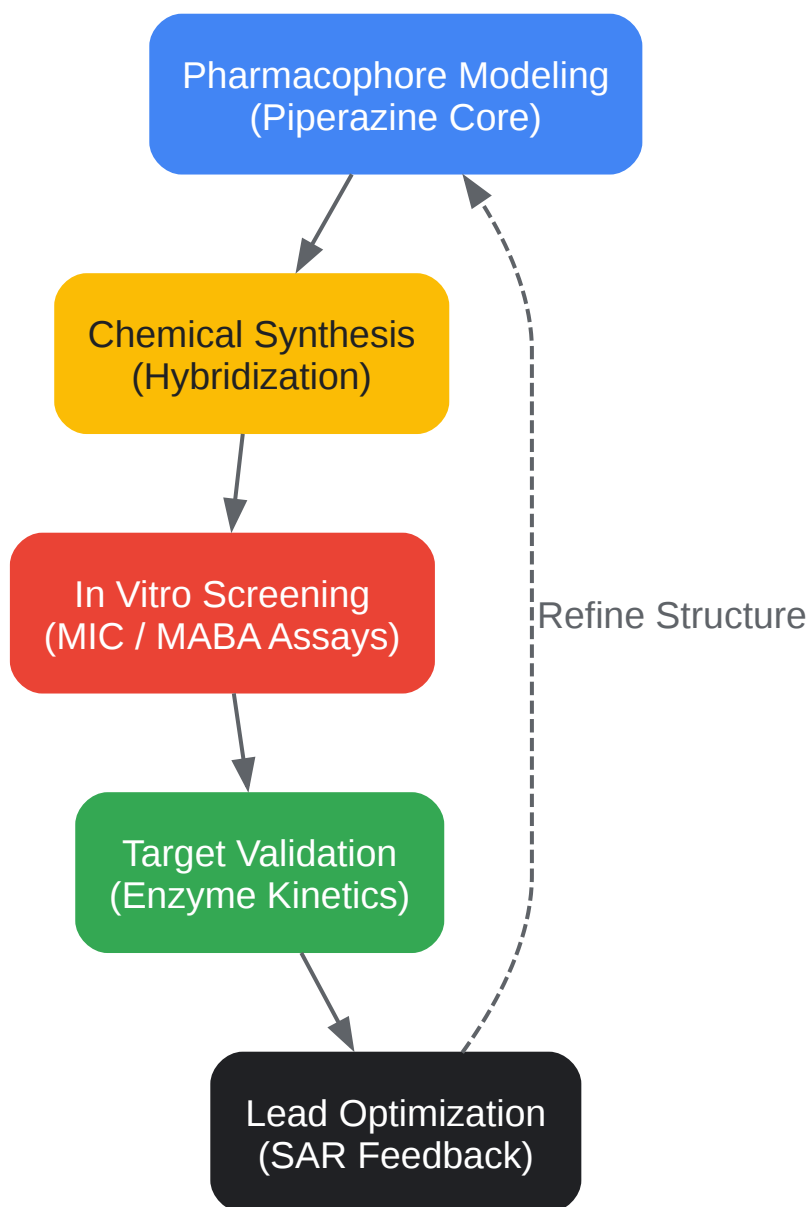 Pharmacophore Modeling
(Piperazine Core)
Chemical Synthesis
(Hybridization)
In Vitro Screening
(MIC / MABA Assays)
Refine Structure
Target Validation
(Enzyme Kinetics)
Lead Optimization
(SAR Feedback)